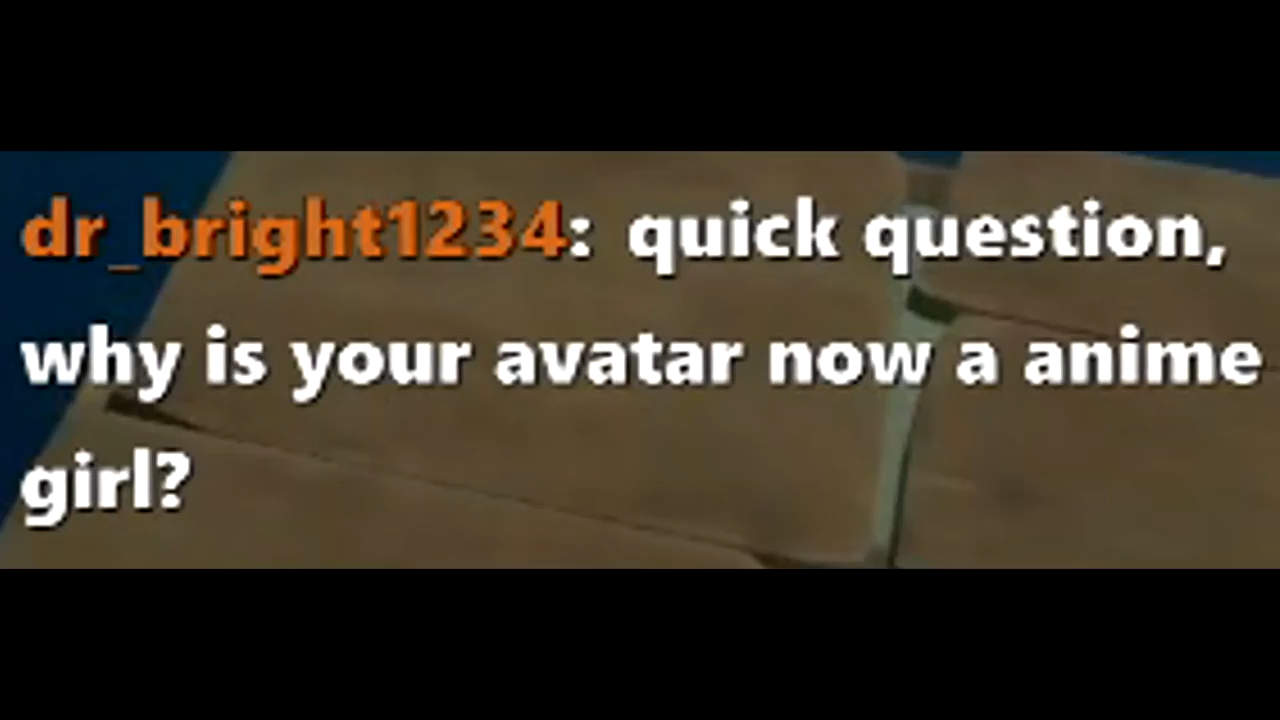 dr_bright1234: quick question,
why is your avatar now a anime
girl?